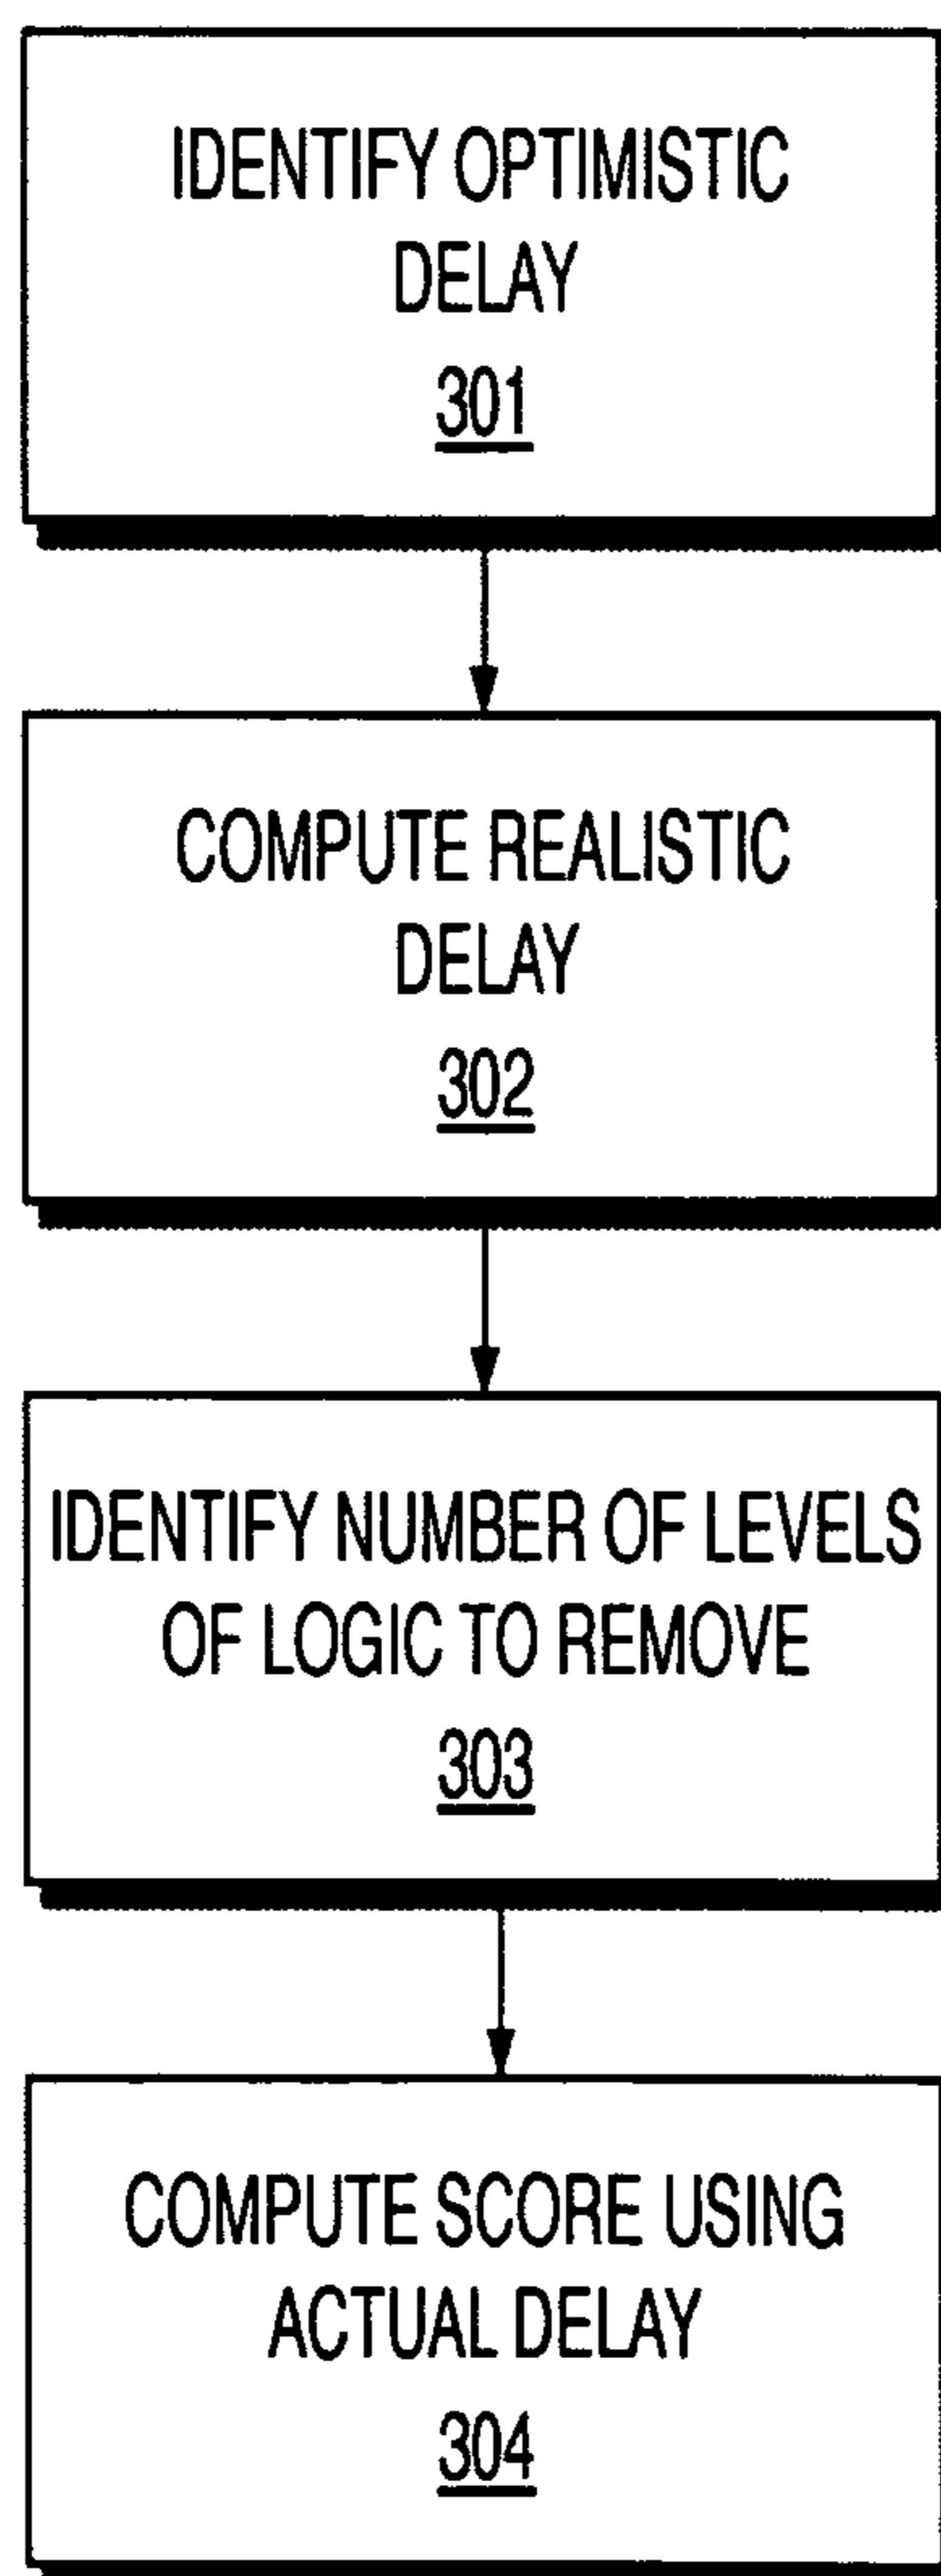 IDENTIFY OPTIMISTIC
DELAY
301
COMPUTE REALISTIC
DELAY
302
IDENTIFY NUMBER OF LEVELS
OF LOGIC TO REMOVE
303
COMPUTE SCORE USING
ACTUAL DELAY
304